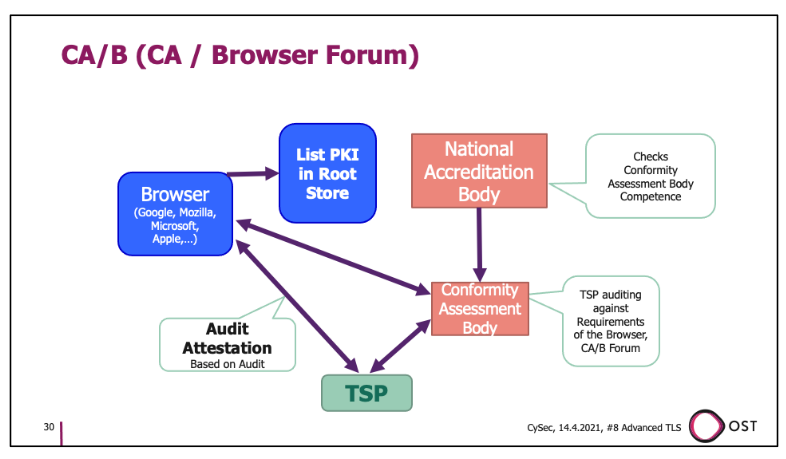 CA/B (CA / Browser Forum)
List PKI
in Root
Store
National
Accreditation
Body
Checks
Conformity
Assessment Body
Competence
Browser
(Google, Mozilla,
Microsoft,
Apple,...)
Conformity
Assessment
Body
TSP auditing
against
Requirements
of the Browser,
CA/B Forum
Audit
Attestation
Based on Audit
TSP
30
CySec, 14.4.2021, #8 Advanced TLS
OST